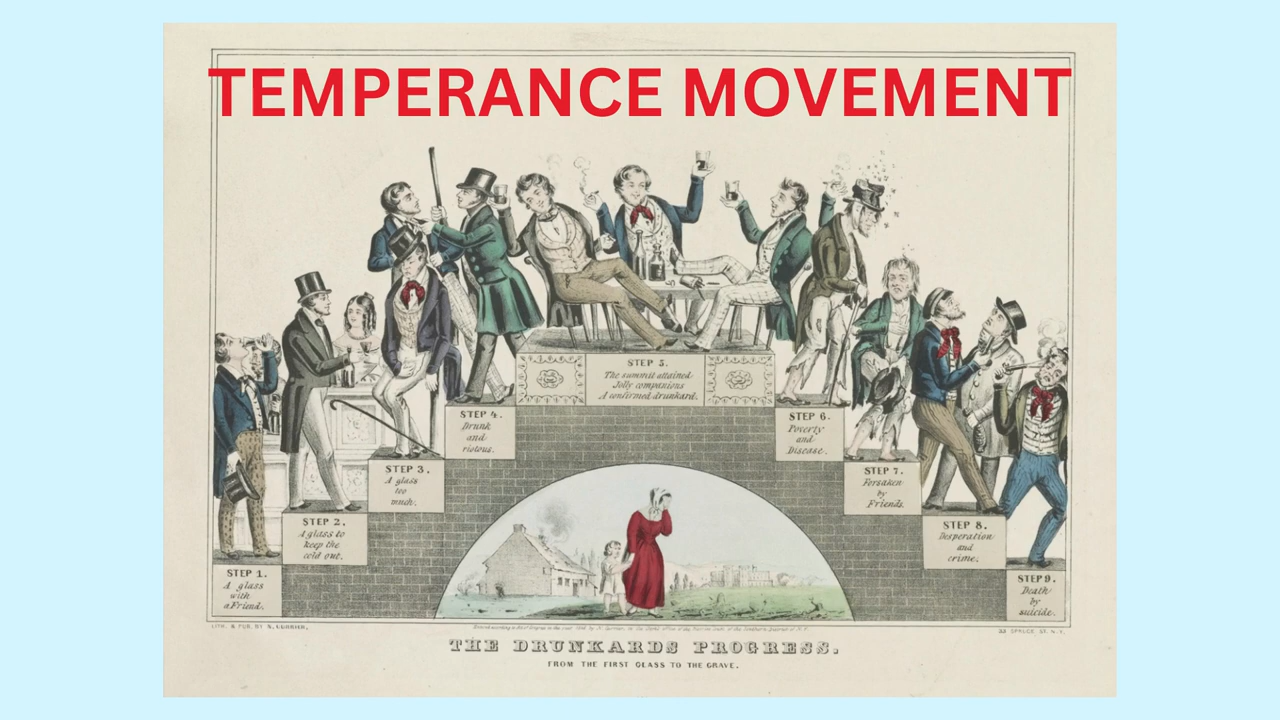 TEMPERANCE MOVEMENT
STEP 1.
A glass
with
a Friend.
STEP 2.
A glass to
keep the
cold out.
STEP 3.
A glass
too
much.
STEP 4.
Drunk
and
riotous.
STEP 5.
The summit attained
Jolly companions
A confirmed drunkard.
STEP 6.
Poverty
and
Disease.
STEP 7.
Forsaken
by
Friends.
STEP 8.
Desperation
and
crime.
STEP 9.
Death
by
suicide.
LITH. & PUB. BY N. CURRIER,
33 SPRUCE ST. N.Y.
THE DRUNKARDS PROGRESS.
FROM THE FIRST GLASS TO THE GRAVE.